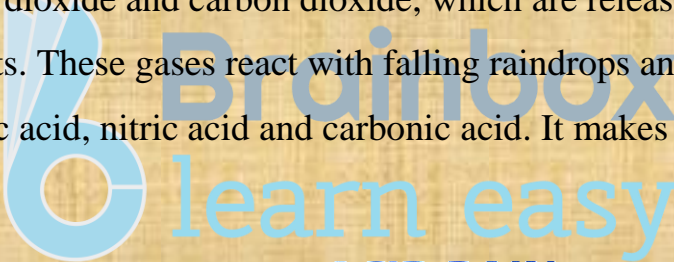 dioxide and carbon dioxide, which are releas
ts. These gases react with falling raindrops an
c acid, nitric acid and carbonic acid. It makes
Brainbox
learn easy